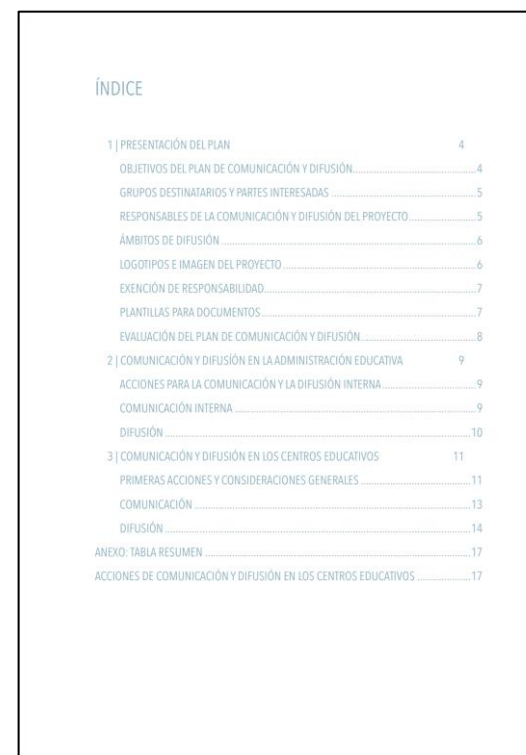 ÍNDICE
1 | PRESENTACIÓN DEL PLAN 4
OBJETIVOS DEL PLAN DE COMUNICACIÓN Y DIFUSIÓN 4
GRUPOS DESTINATARIOS Y PARTES INTERESADAS 5
RESPONSABLES DE LA COMUNICACIÓN Y DIFUSIÓN DEL PROYECTO 5
ÁMBITOS DE DIFUSIÓN 6
LOGOTIPOS E IMAGEN DEL PROYECTO 6
EXENCIÓN DE RESPONSABILIDAD 7
PLANTILLAS PARA DOCUMENTOS 7
EVALUACIÓN DEL PLAN DE COMUNICACIÓN Y DIFUSIÓN 8
2 | COMUNICACIÓN Y DIFUSÍÓN EN LA ADMINISTRACIÓN EDUCATIVA 9
ACCIONES PARA LA COMUNICACIÓN Y LA DIFUSIÓN INTERNA 9
COMUNICACIÓN INTERNA 9
DIFUSIÓN 10
3 | COMUNICACIÓN Y DIFUSIÓN EN LOS CENTROS EDUCATIVOS 11
PRIMERAS ACCIONES Y CONSIDERACIONES GENERALES 11
COMUNICACIÓN 13
DIFUSIÓN 14
ANEXO: TABLA RESUMEN 17
ACCIONES DE COMUNICACIÓN Y DIFUSIÓN EN LOS CENTROS EDUCATIVOS 17